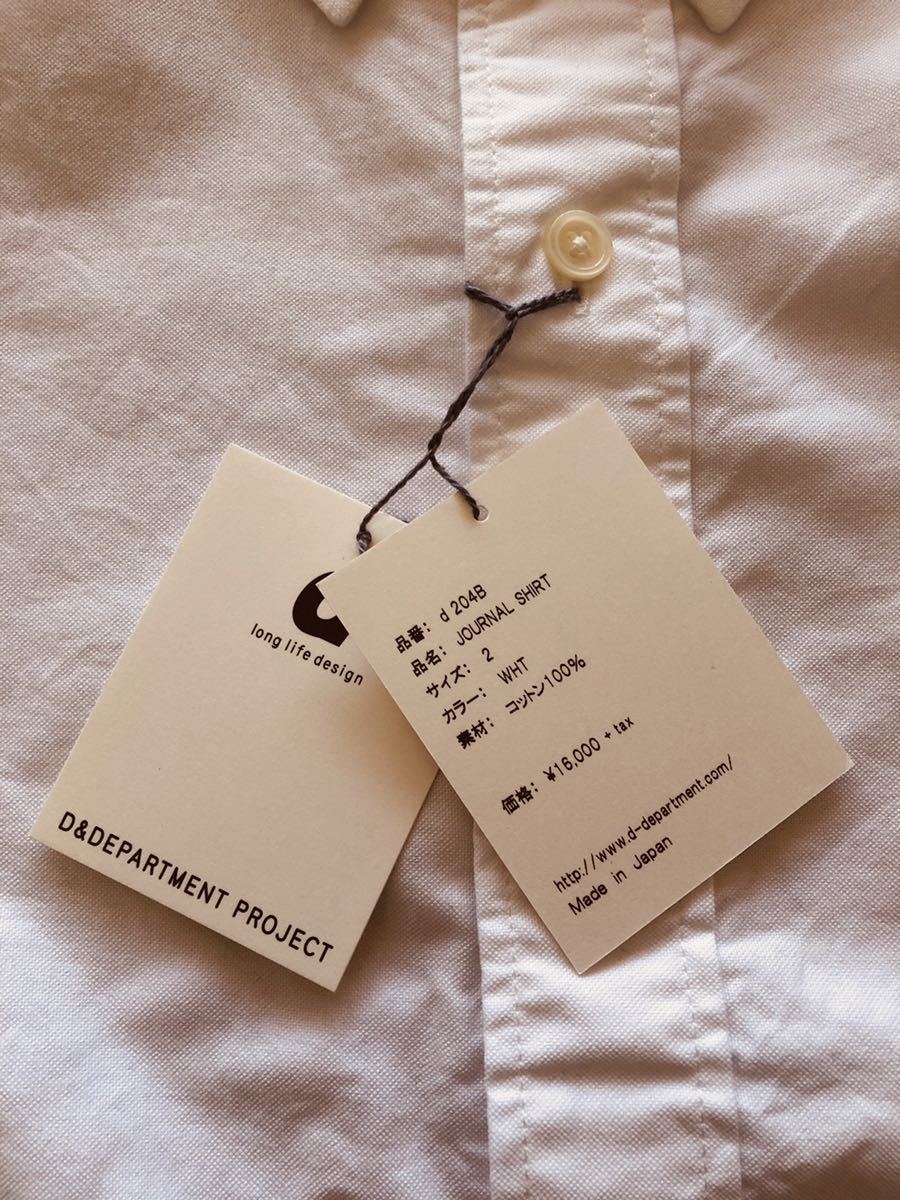 long life design
D&DEPARTMENT PROJECT
品番: d 204B
品名: JOURNAL SHIRT
サイズ: 2
カラー: WHT
素材: コットン100%
価格: ¥16,000 + tax
http://www.d-department.com/
Made in Japan